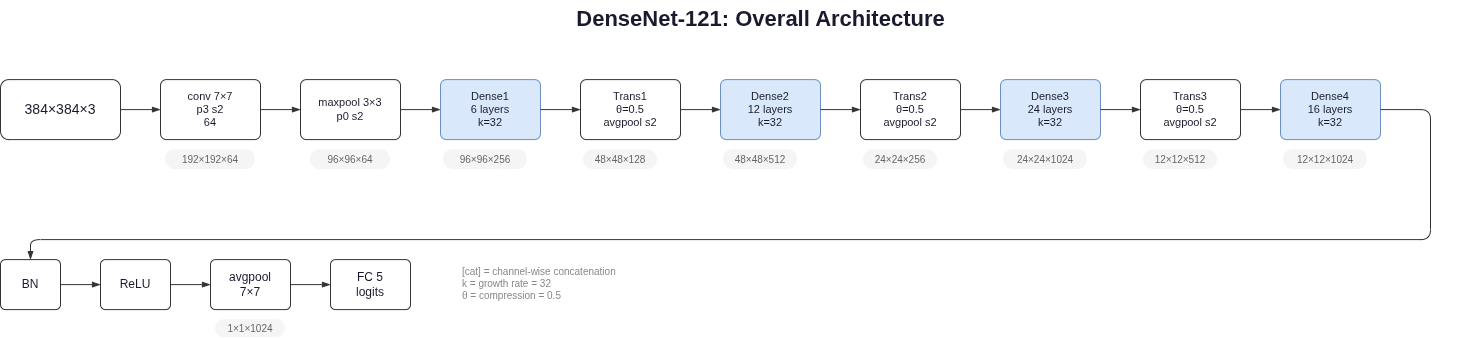 DenseNet-121: Overall Architecture
384×384×3
conv 7×7
p3 s2
64
192×192×64
maxpool 3×3
p0 s2
96×96×64
Dense1
6 layers
k=32
96×96×256
Trans1
θ=0.5
avgpool s2
48×48×128
Dense2
12 layers
k=32
48×48×512
Trans2
θ=0.5
avgpool s2
24×24×256
Dense3
24 layers
k=32
24×24×1024
Trans3
θ=0.5
avgpool s2
12×12×512
Dense4
16 layers
k=32
12×12×1024
BN
ReLU
avgpool
7×7
1×1×1024
FC 5
logits
[cat] = channel-wise concatenation
k = growth rate = 32
θ = compression = 0.5